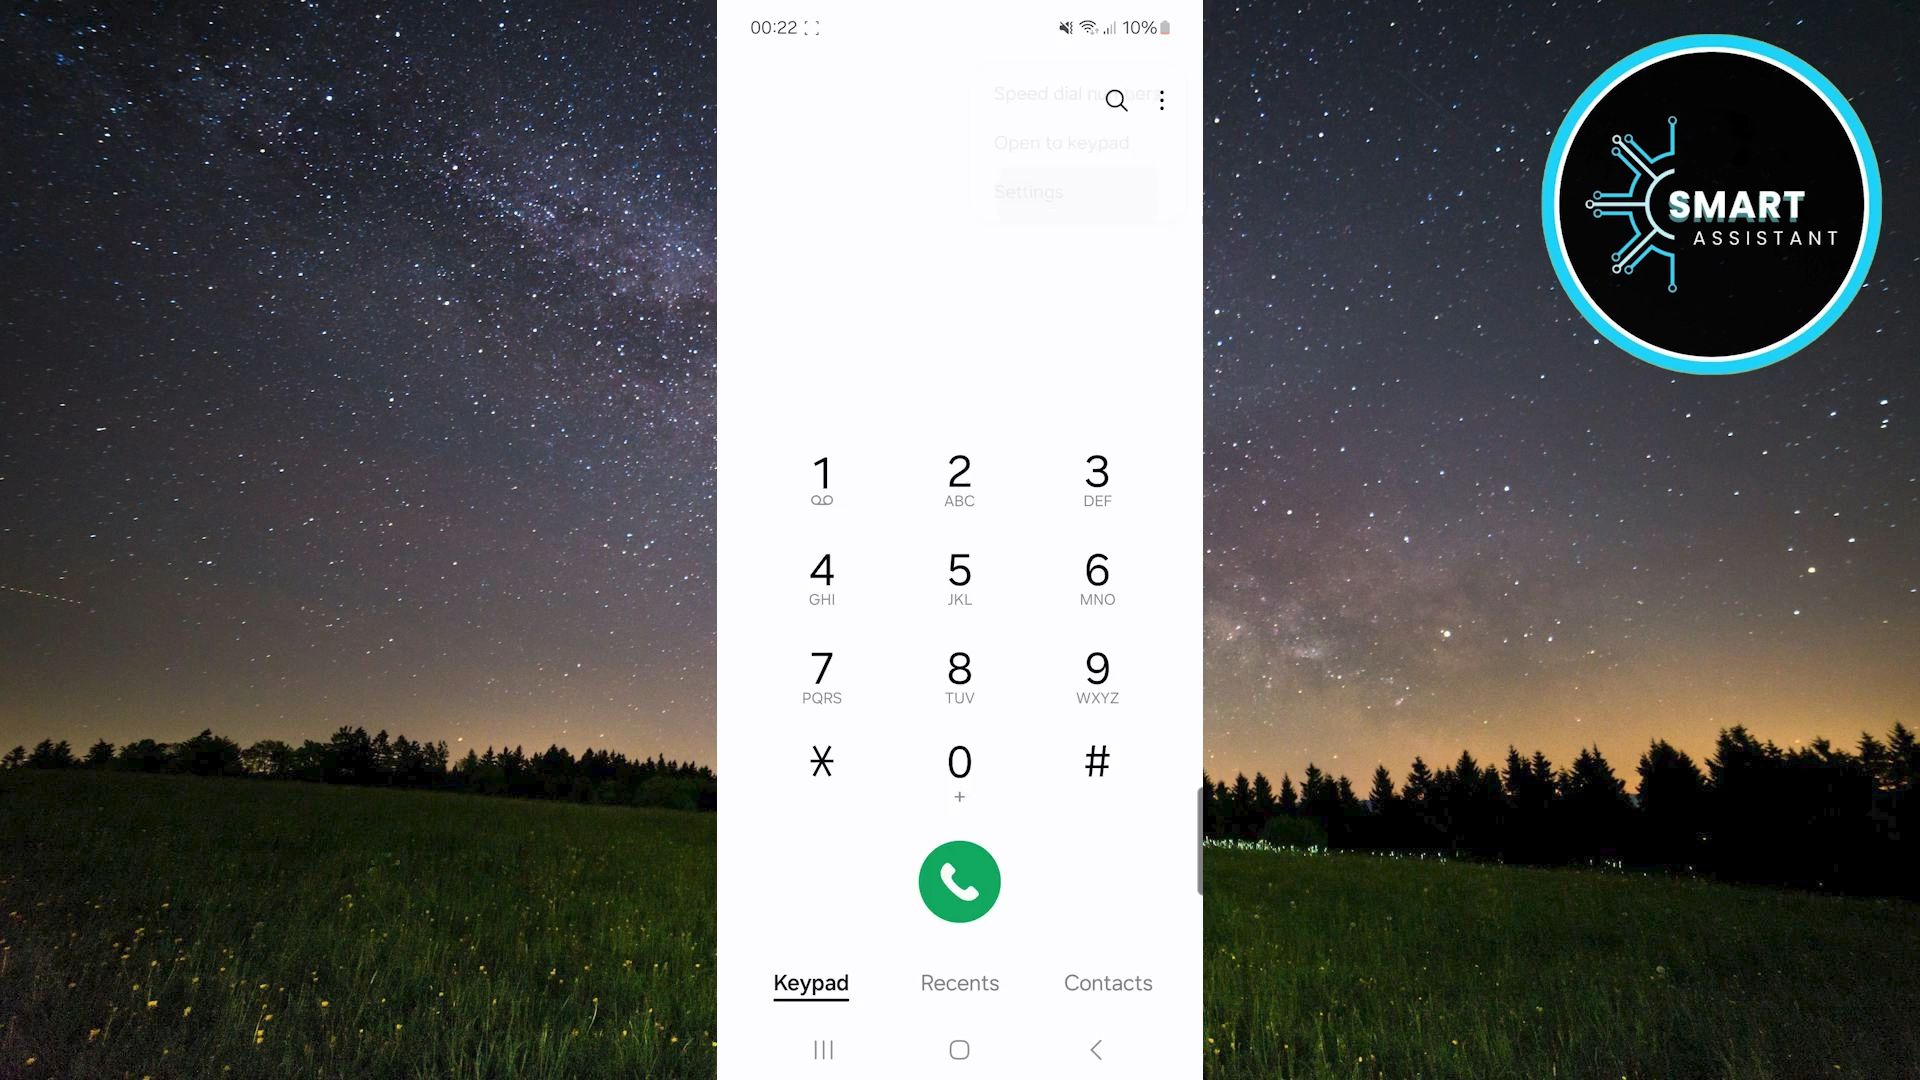 00:22
10%
Speed dial numbers
Open to keypad
Settings
SMART
ASSISTANT
1
2
ABC
3
DEF
4
GHI
5
JKL
6
MNO
7
PQRS
8
TUV
9
WXYZ
*
0
+
#
Keypad
Recents
Contacts